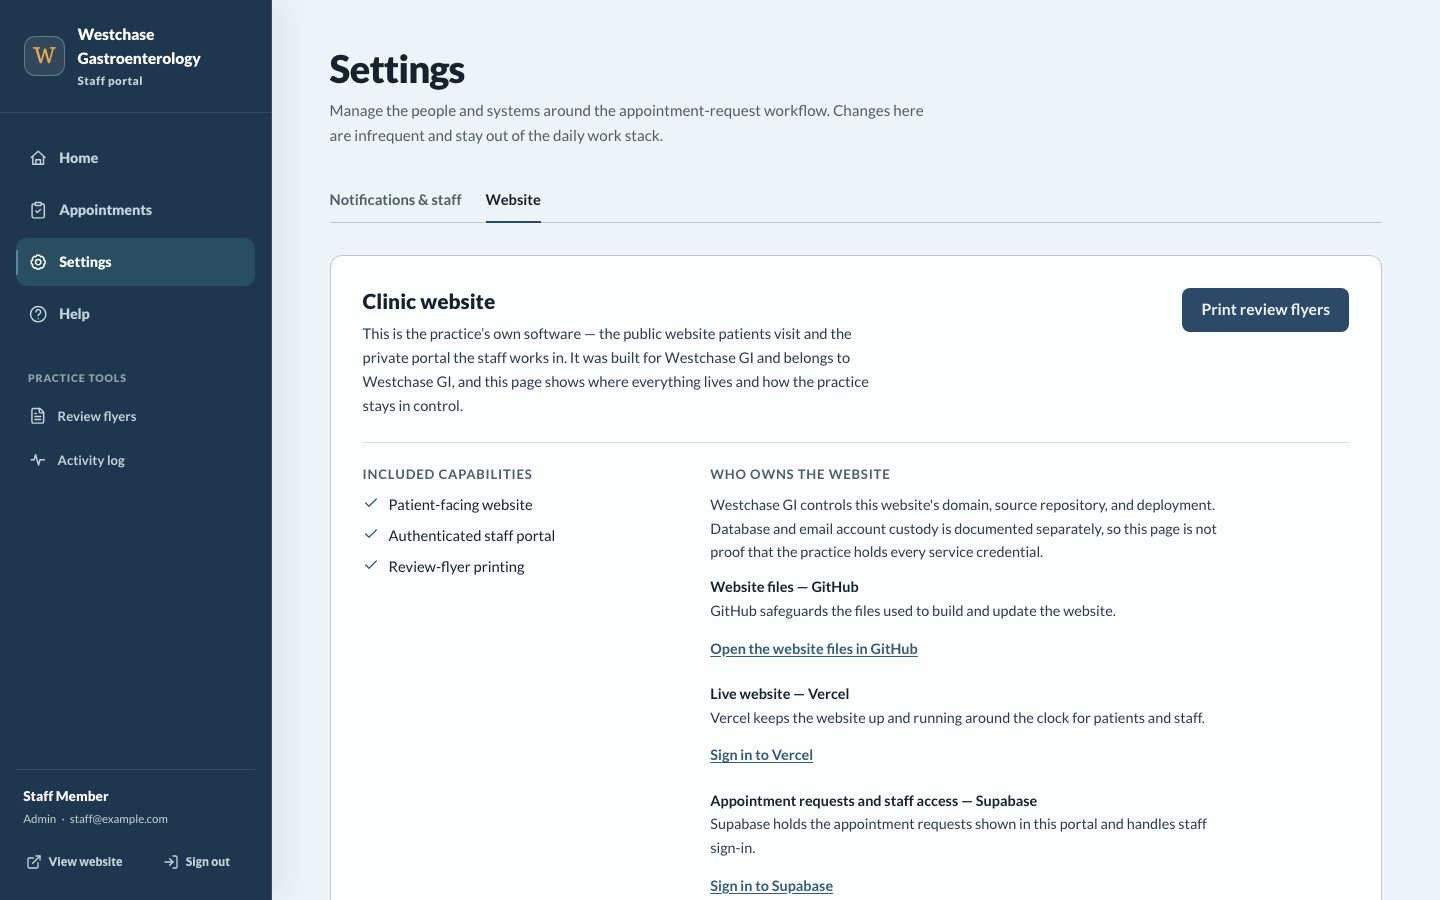 W
Westchase
Gastroenterology
Staff portal
Home
Appointments
Settings
Help
PRACTICE TOOLS
Review flyers
Activity log
Staff Member
Admin · staff@example.com
View website
Sign out
Settings
Manage the people and systems around the appointment-request workflow. Changes here
are infrequent and stay out of the daily work stack.
Notifications & staff
Website
Clinic website
This is the practice’s own software — the public website patients visit and the
private portal the staff works in. It was built for Westchase GI and belongs to
Westchase GI, and this page shows where everything lives and how the practice
stays in control.
Print review flyers
INCLUDED CAPABILITIES
Patient-facing website
Authenticated staff portal
Review-flyer printing
WHO OWNS THE WEBSITE
Westchase GI controls this website's domain, source repository, and deployment.
Database and email account custody is documented separately, so this page is not
proof that the practice holds every service credential.
Website files — GitHub
GitHub safeguards the files used to build and update the website.
Open the website files in GitHub
Live website — Vercel
Vercel keeps the website up and running around the clock for patients and staff.
Sign in to Vercel
Appointment requests and staff access — Supabase
Supabase holds the appointment requests shown in this portal and handles staff
sign-in.
Sign in to Supabase